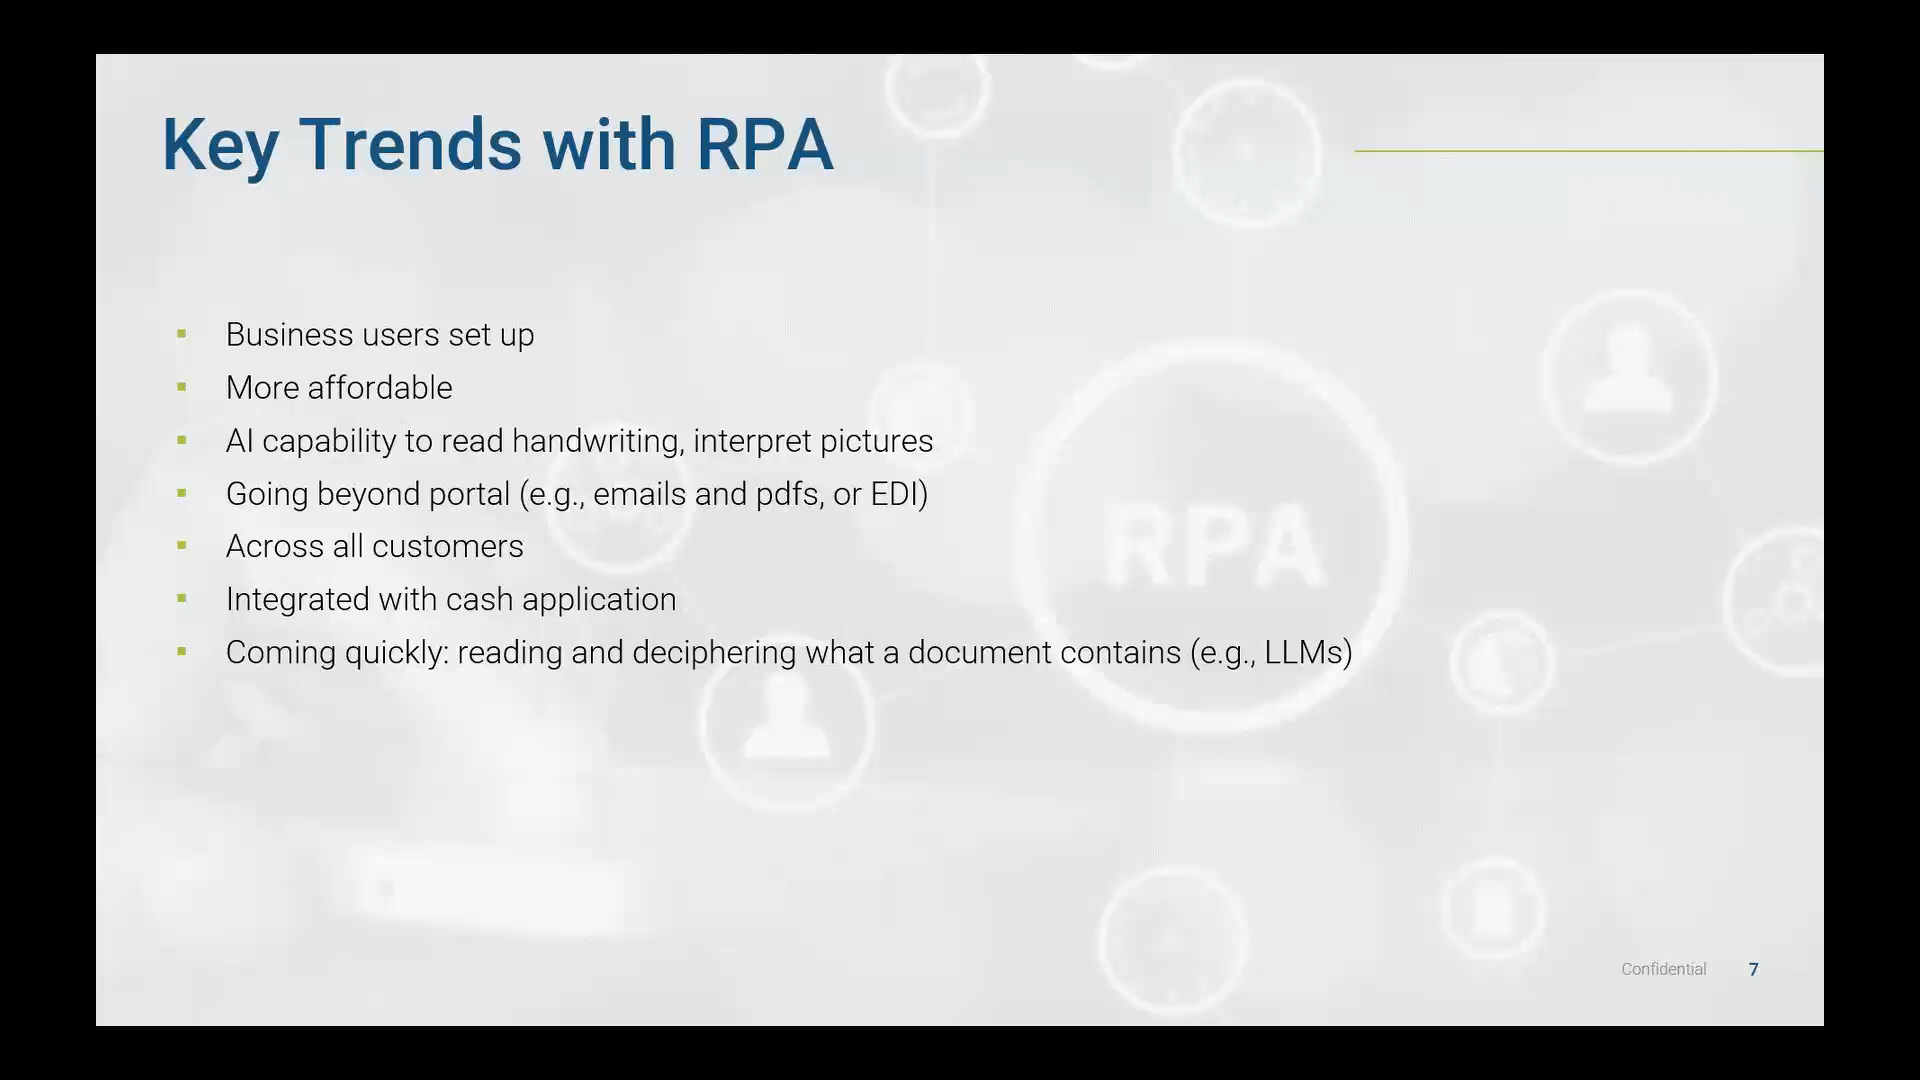 Key Trends with RPA
▪ Business users set up
▪ More affordable
▪ AI capability to read handwriting, interpret pictures
▪ Going beyond portal (e.g., emails and pdfs, or EDI)
▪ Across all customers
▪ Integrated with cash application
▪ Coming quickly: reading and deciphering what a document contains (e.g., LLMs)
RPA
Confidential 7